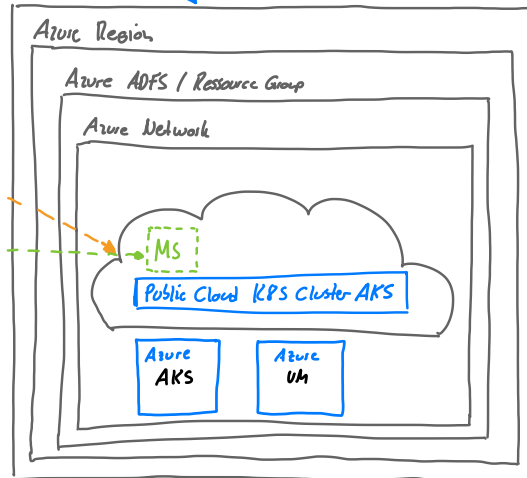 Azure Region
Azure ADFS / Ressource Group
Azure Network
MS
Public Cloud K8S Cluster AKS
Azure
AKS
Azure
VM